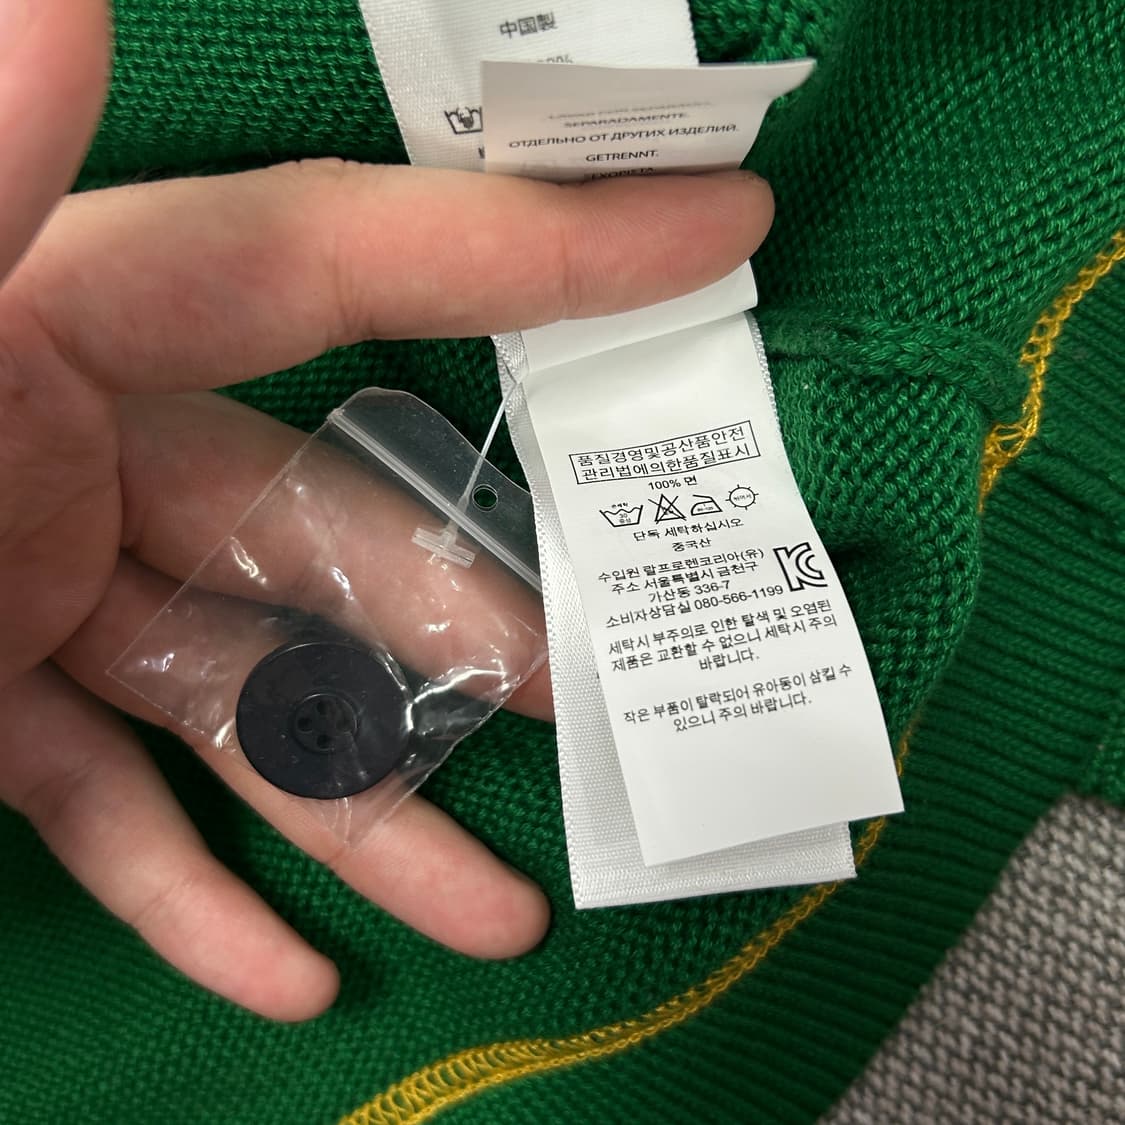 中国製
SEPARADAMENTE.
ОТДЕЛЬНО ОТ ДРУГИХ ИЗДЕЛИЙ.
GETRENNT.
품질경영및공산품안전
관리법에의한품질표시
100% 면
30
중성
단독 세탁하십시오
중국산
수입원 랄프로렌코리아(유)
주소 서울특별시 금천구
가산동 336-7
소비자상담실 080-566-1199
세탁시 부주의로 인한 탈색 및 오염된
제품은 교환할 수 없으니 세탁시 주의
바랍니다.
작은 부품이 탈락되어 유아동이 삼킬 수
있으니 주의 바랍니다.